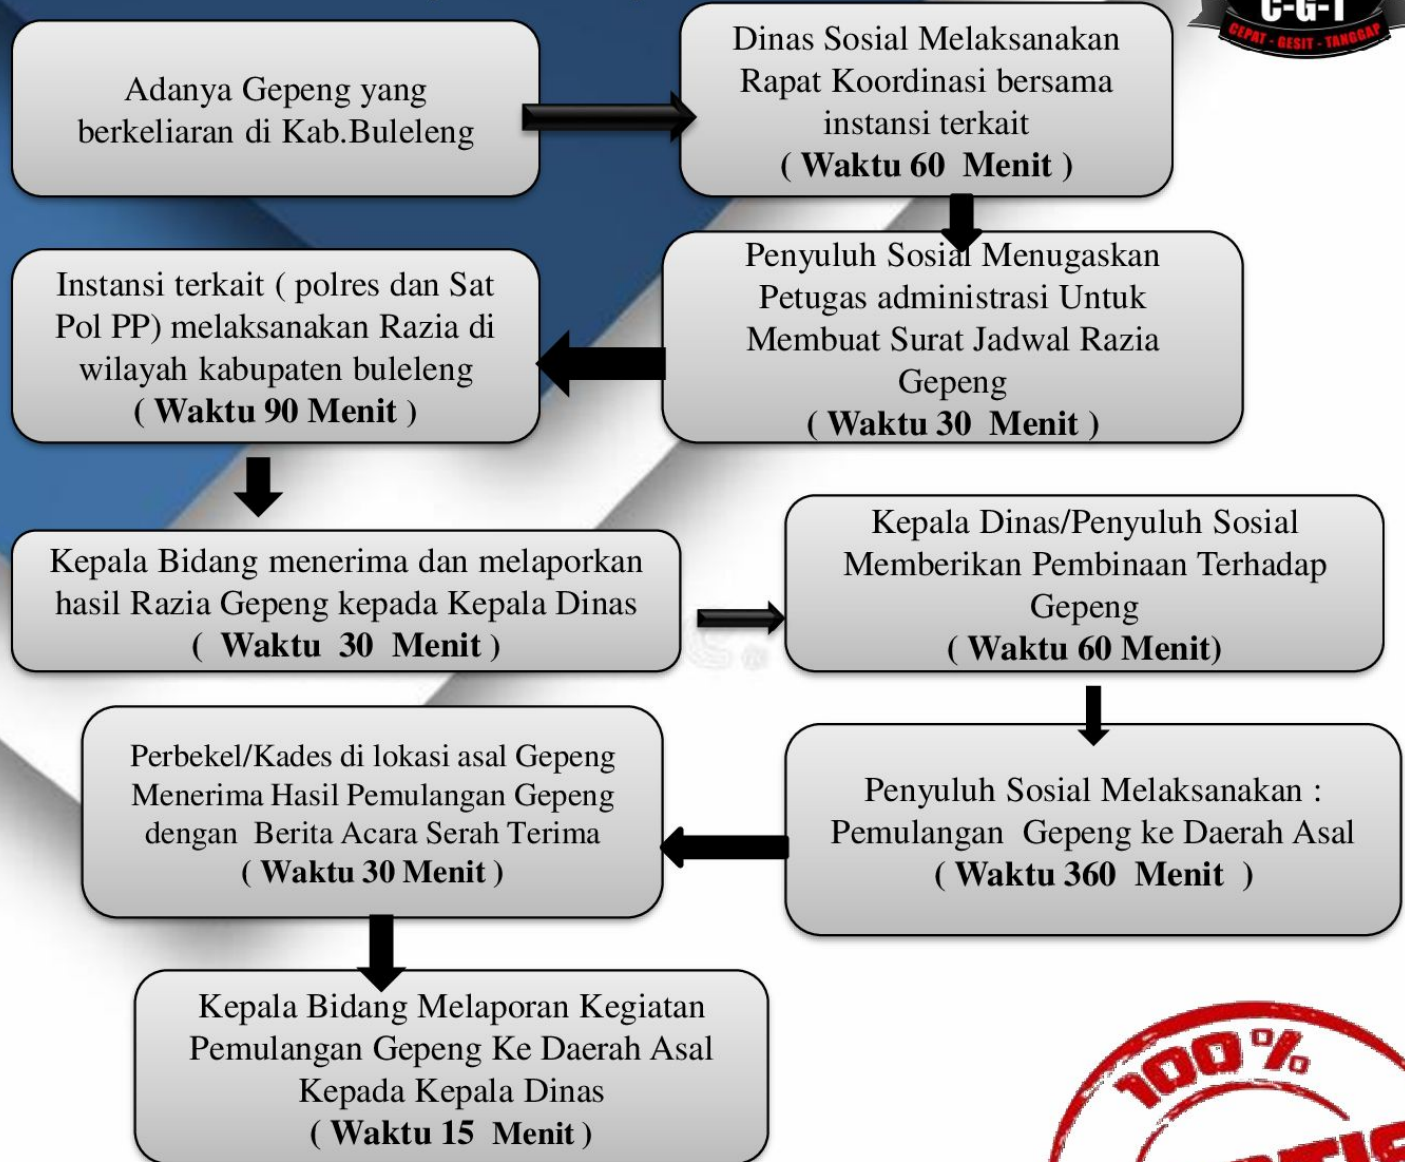 C-G-T
CEPAT - GESIT - TANGGAP
Adanya Gepeng yang
berkeliaran di Kab.Buleleng
Dinas Sosial Melaksanakan
Rapat Koordinasi bersama
instansi terkait
( Waktu 60 Menit )
Penyuluh Sosial Menugaskan
Petugas administrasi Untuk
Membuat Surat Jadwal Razia
Gepeng
( Waktu 30 Menit )
Instansi terkait ( polres dan Sat
Pol PP) melaksanakan Razia di
wilayah kabupaten buleleng
( Waktu 90 Menit )
Kepala Bidang menerima dan melaporkan
hasil Razia Gepeng kepada Kepala Dinas
( Waktu 30 Menit )
Kepala Dinas/Penyuluh Sosial
Memberikan Pembinaan Terhadap
Gepeng
( Waktu 60 Menit)
Penyuluh Sosial Melaksanakan :
Pemulangan Gepeng ke Daerah Asal
( Waktu 360 Menit )
Perbekel/Kades di lokasi asal Gepeng
Menerima Hasil Pemulangan Gepeng
dengan Berita Acara Serah Terima
( Waktu 30 Menit )
Kepala Bidang Melaporan Kegiatan
Pemulangan Gepeng Ke Daerah Asal
Kepada Kepala Dinas
( Waktu 15 Menit )
100%